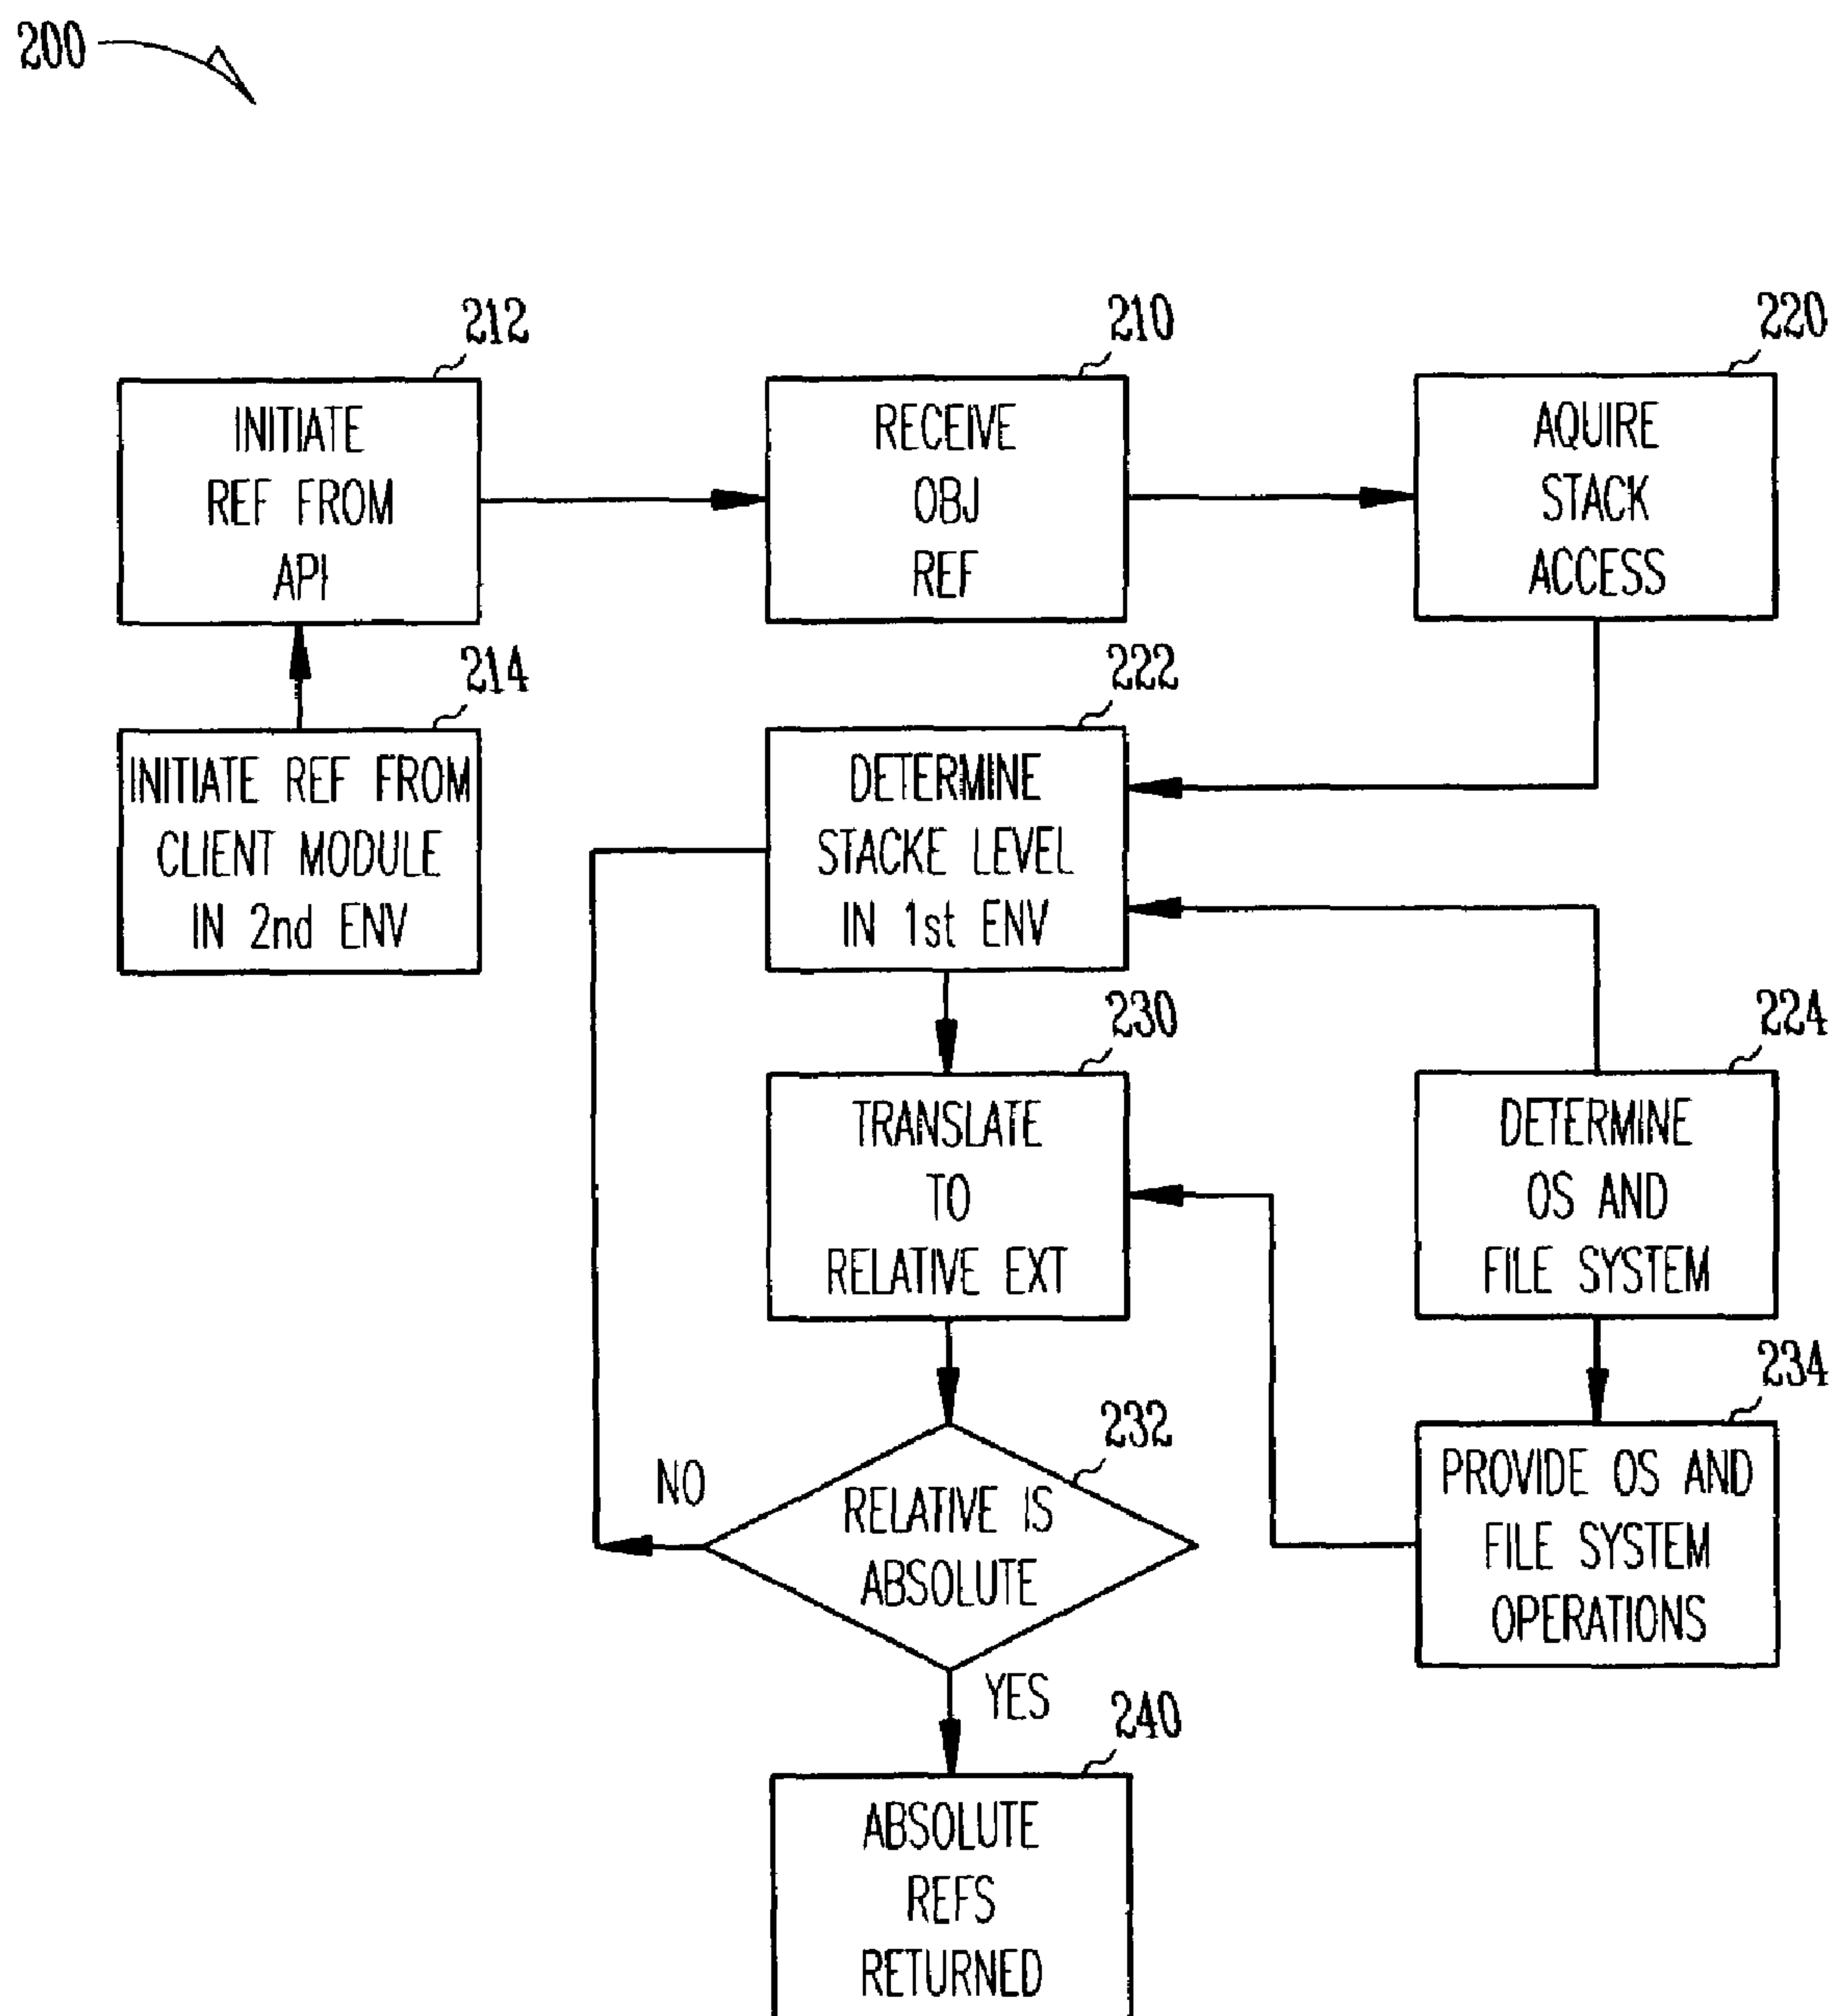 200
212
INITIATE
REF FROM
API
210
RECEIVE
OBJ
REF
220
AQUIRE
STACK
ACCESS
214
INITIATE REF FROM
CLIENT MODULE
IN 2nd ENV
222
DETERMINE
STACKE LEVEL
IN 1st ENV
230
TRANSLATE
TO
RELATIVE EXT
224
DETERMINE
OS AND
FILE SYSTEM
232
RELATIVE IS
ABSOLUTE
NO
YES
234
PROVIDE OS AND
FILE SYSTEM
OPERATIONS
240
ABSOLUTE
REFS
RETURNED